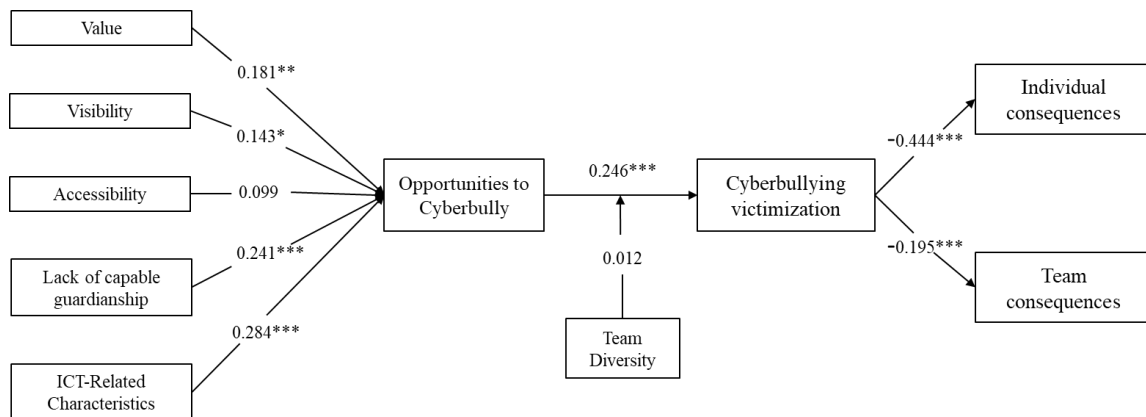 Value
0.181**
Visibility
0.143*
Accessibility
0.099
Lack of capable
guardianship
0.241***
ICT-Related
Characteristics
0.284***
Opportunities to
Cyberbully
0.246***
0.012
Team
Diversity
Cyberbullying
victimization
-0.444***
Individual
consequences
-0.195***
Team
consequences